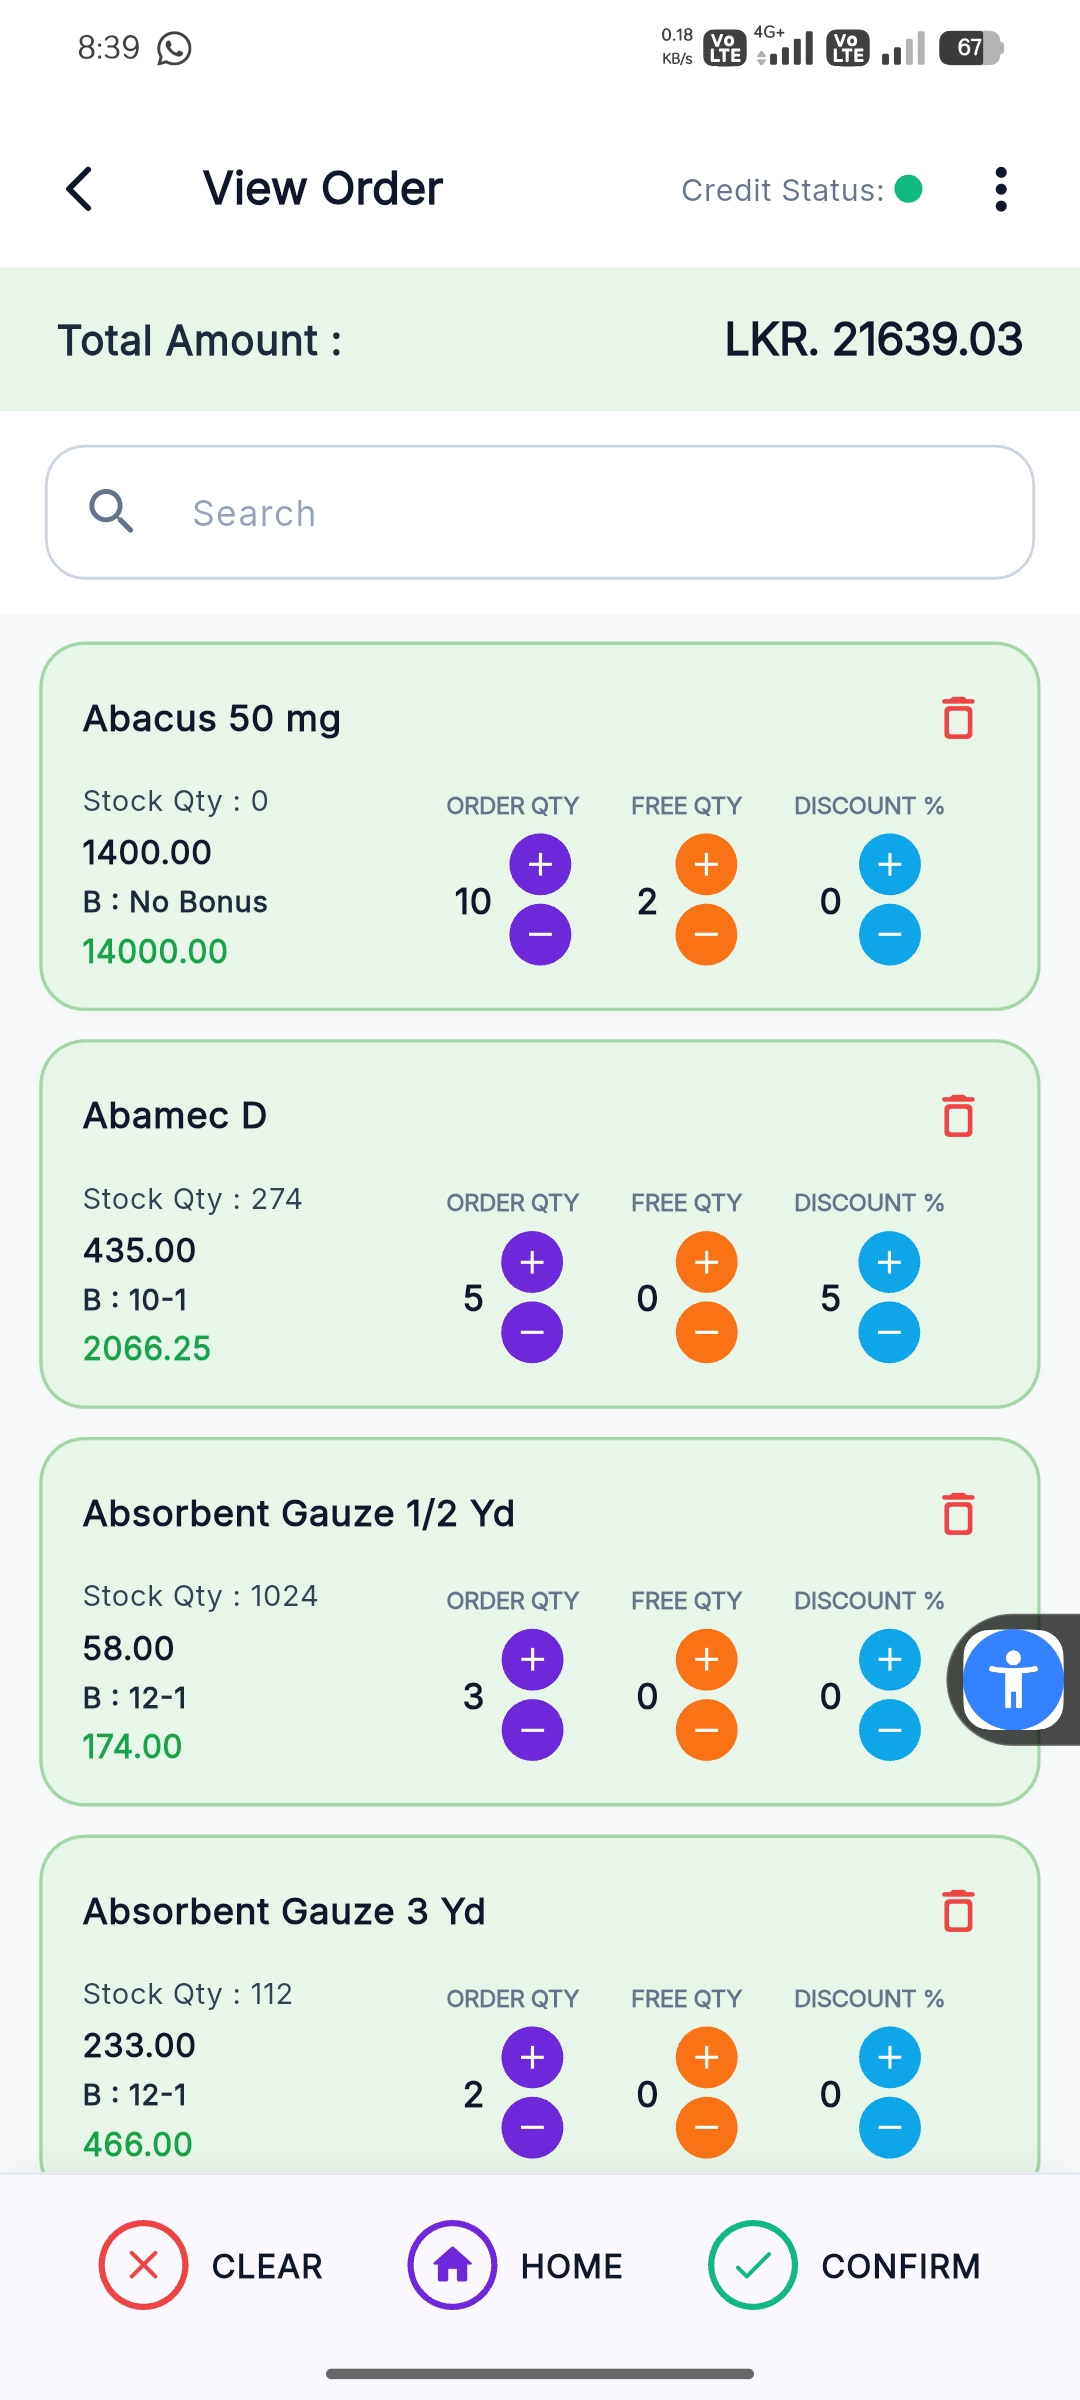 8:39
0.18 KB/s Vo LTE 4G+ Vo LTE 67
View Order
Credit Status:
Total Amount :
LKR. 21639.03
Search
Abacus 50 mg
Stock Qty : 0
1400.00
B : No Bonus
14000.00
ORDER QTY FREE QTY DISCOUNT %
10 2 0
Abamec D
Stock Qty : 274
435.00
B : 10-1
2066.25
ORDER QTY FREE QTY DISCOUNT %
5 0 5
Absorbent Gauze 1/2 Yd
Stock Qty : 1024
58.00
B : 12-1
174.00
ORDER QTY FREE QTY DISCOUNT %
3 0 0
Absorbent Gauze 3 Yd
Stock Qty : 112
233.00
B : 12-1
466.00
ORDER QTY FREE QTY DISCOUNT %
2 0 0
CLEAR HOME CONFIRM